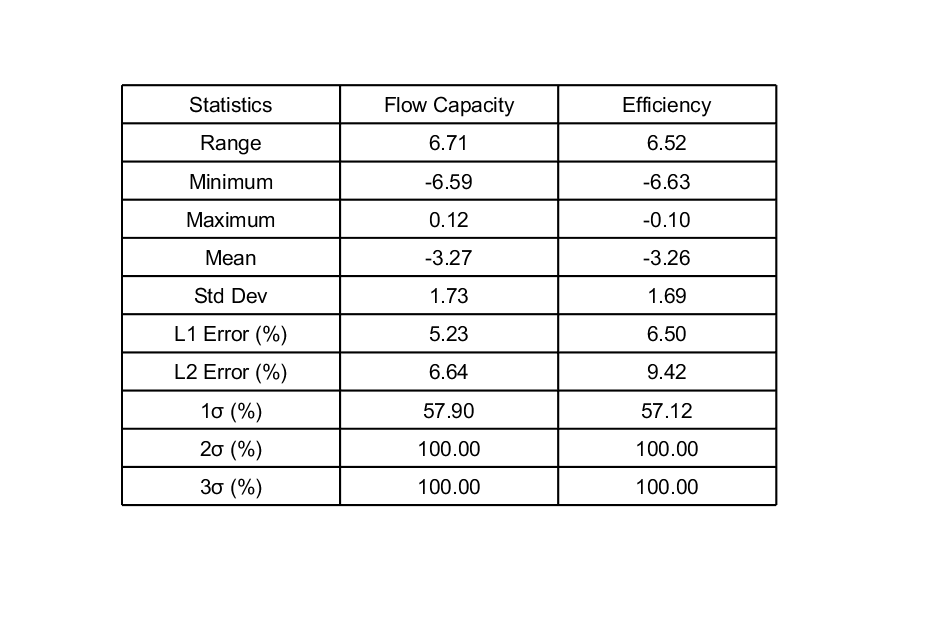 Statistics Flow Capacity Efficiency
Range 6.71 6.52
Minimum -6.59 -6.63
Maximum 0.12 -0.10
Mean -3.27 -3.26
Std Dev 1.73 1.69
L1 Error (%) 5.23 6.50
L2 Error (%) 6.64 9.42
1σ (%) 57.90 57.12
2σ (%) 100.00 100.00
3σ (%) 100.00 100.00